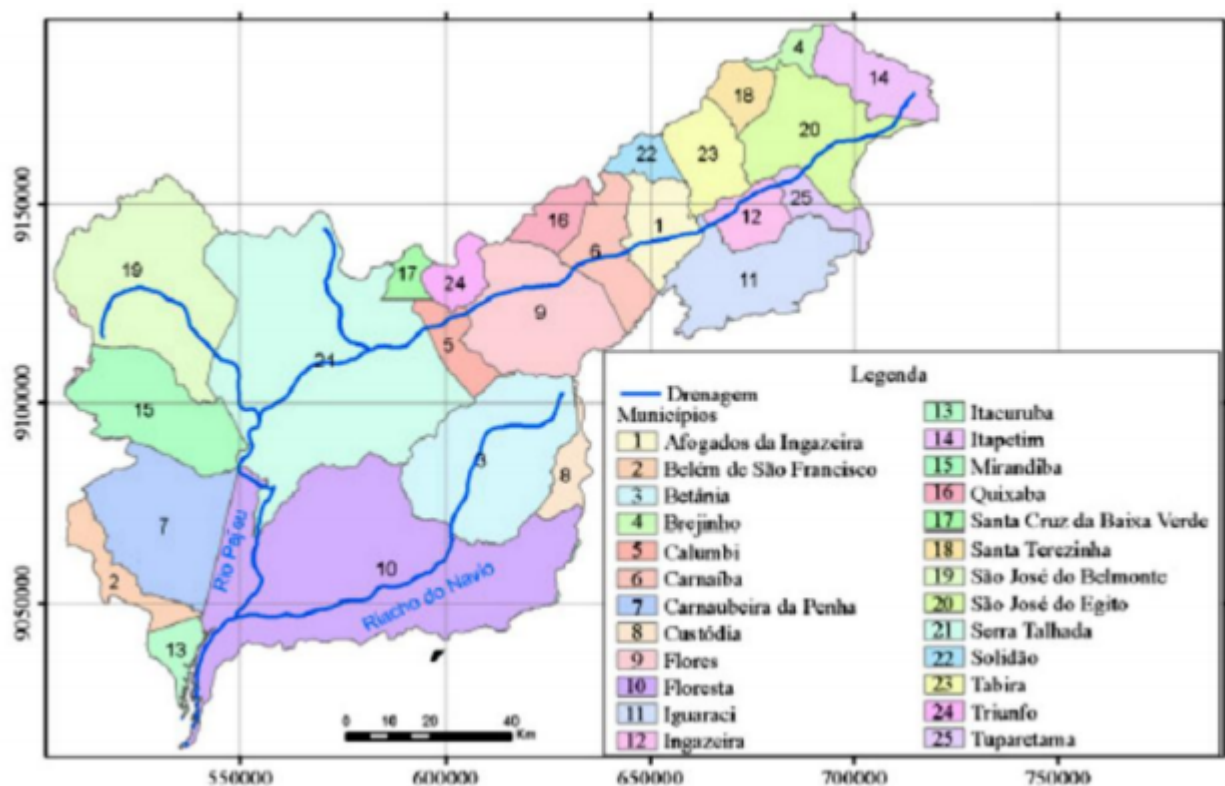 4
14
18
20
23
22
9150000
25
16
12
1
6
19
17
11
24
9
21
5
Legenda
Drenagem
Municípios
9100000
15
1 Afogados da Ingazeira
2 Belém de São Francisco
3 Betânia
4 Brejinho
5 Calumbi
6 Carnaíba
7 Carnaubeira da Penha
8 Custódia
9 Flores
10 Floresta
11 Iguaraci
12 Ingazeira
13 Itacuruba
14 Itapetim
15 Mirandiba
16 Quixaba
17 Santa Cruz da Baixa Verde
18 Santa Terezinha
19 São José do Belmonte
20 São José do Egito
21 Serra Talhada
22 Solidão
23 Tabira
24 Triunfo
25 Tuparetama
3
8
7
Rio Pajeu
10
2
Riacho do Navio
9050000
13
0 10 20 40
Km
550000 600000 650000 700000 750000